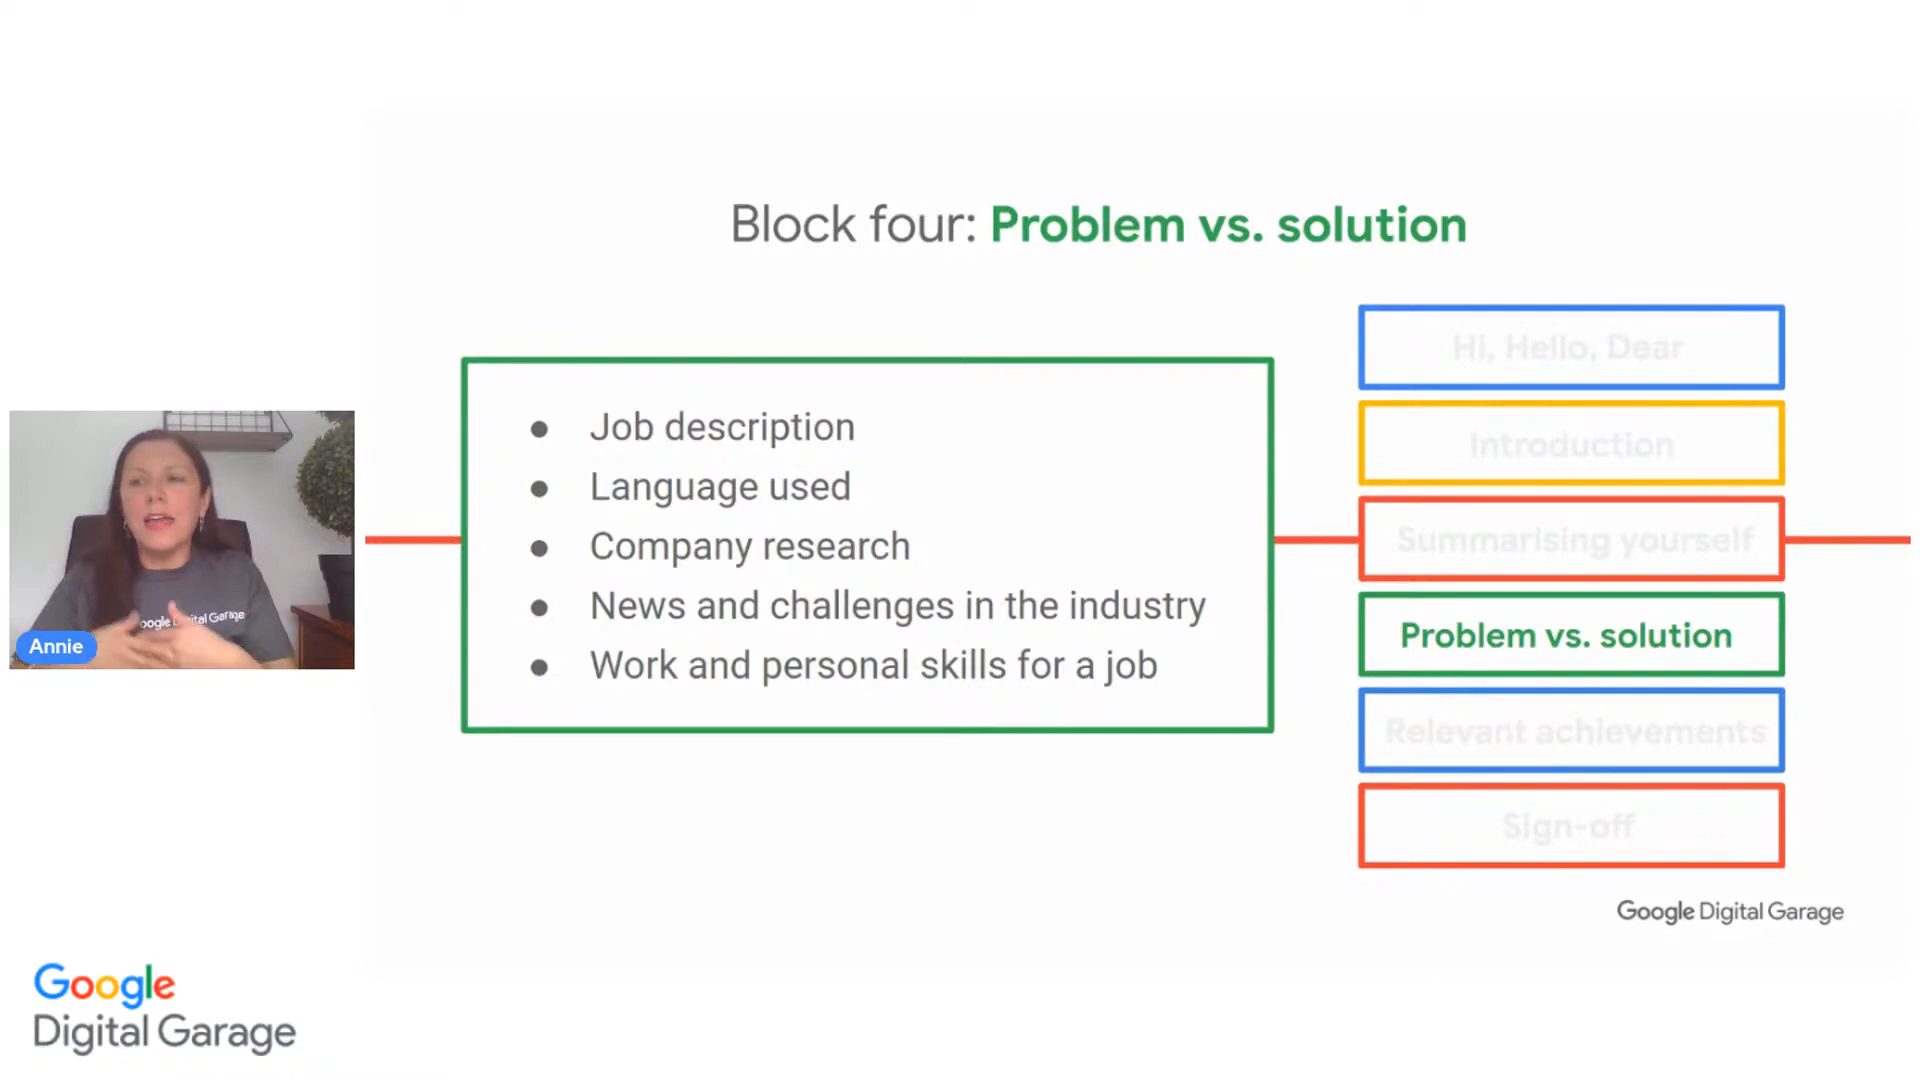 Block four: Problem vs. solution
Job description
Language used
Company research
News and challenges in the industry
Work and personal skills for a job
Hi, Hello, Dear
Introduction
Summarising yourself
Problem vs. solution
Relevant achievements
Sign-off
Google Digital Garage
Annie
Google
Digital Garage